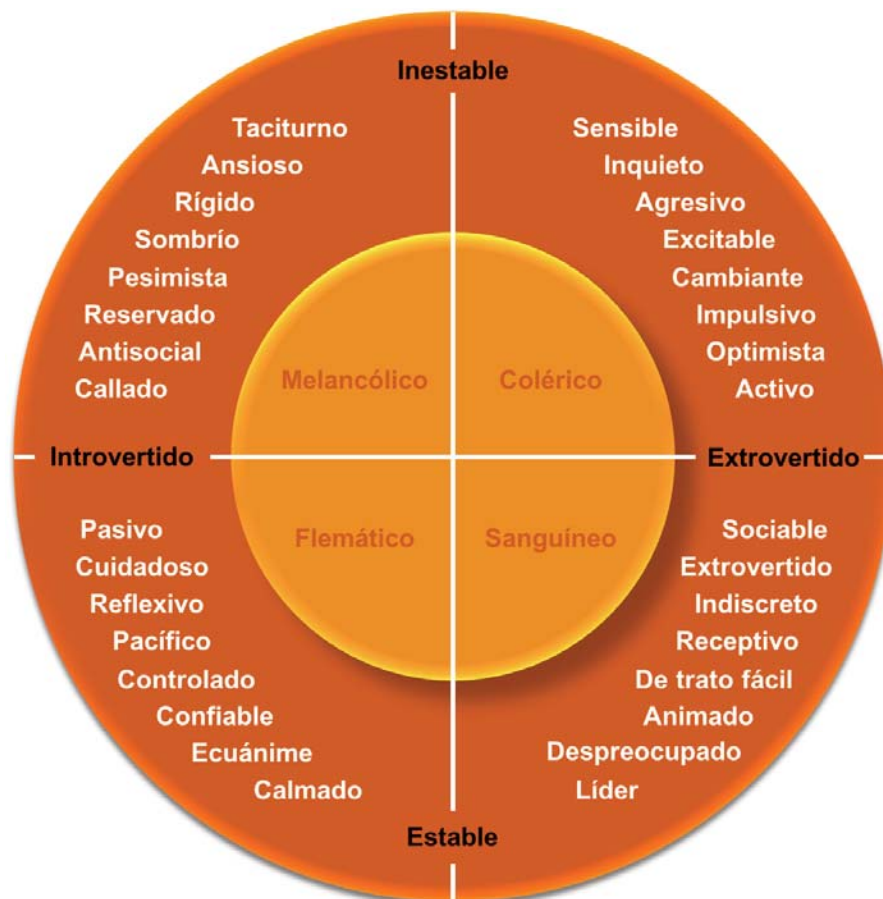 Inestable
Taciturno
Ansioso
Rígido
Sombrío
Pesimista
Reservado
Antisocial
Callado
Sensible
Inquieto
Agresivo
Excitable
Cambiante
Impulsivo
Optimista
Activo
Melancólico
Colérico
Introvertido
Extrovertido
Flemático
Sanguíneo
Pasivo
Cuidadoso
Reflexivo
Pacífico
Controlado
Confiable
Ecuánime
Calmado
Sociable
Extrovertido
Indiscreto
Receptivo
De trato fácil
Animado
Despreocupado
Líder
Estable